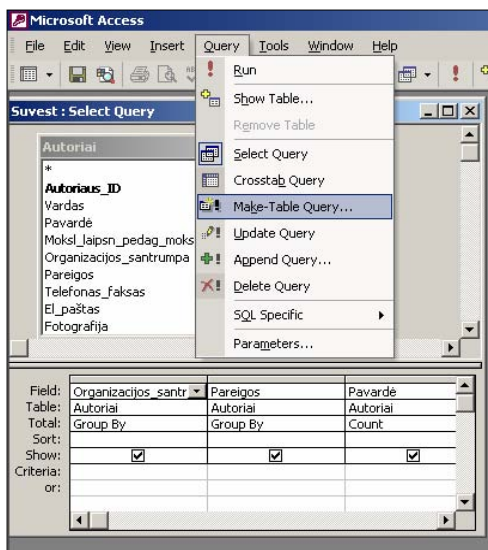 Microsoft Access
File Edit View Insert Query Tools Window Help
Run
Show Table...
Remove Table
Select Query
Crosstab Query
Make-Table Query...
Update Query
Append Query...
Delete Query
SQL Specific
Parameters...
Suvest : Select Query
Autoriai
*
Autoriaus_ID
Vardas
Pavardė
Moksl_laipsn_pedag_moks
Organizacijos_santrumpa
Pareigos
Telefonas_faksas
El_paštas
Fotografija
Field: Organizacijos_santr Pareigos Pavardė
Table: Autoriai Autoriai Autoriai
Total: Group By Group By Count
Sort:
Show:
Criteria:
or: